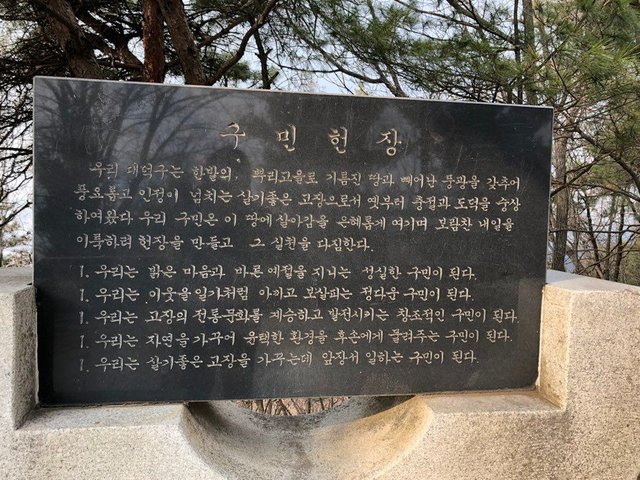 구민헌장
우리 대덕구는 한밭의 뿌리고을로 기름진 땅과 빼어난 풍광을 갖추어
풍요롭고 인정이 넘치는 살기좋은 고장으로서 옛부터 충절과 도덕을 숭상
하여왔다 우리 구민은 이 땅에 살아감을 은혜롭게 여기며 보람찬 내일을
이룩하려 헌장을 만들고 그 실천을 다짐한다.
1. 우리는 밝은 마음과 바른 예절을 지니는 성실한 구민이 된다.
1. 우리는 이웃을 일가처럼 아끼고 보살피는 정다운 구민이 된다.
1. 우리는 고장의 전통문화를 계승하고 발전시키는 창조적인 구민이 된다.
1. 우리는 자연을 가꾸어 윤택한 환경을 후손에게 물려주는 구민이 된다.
1. 우리는 살기좋은 고장을 가꾸는데 앞장서 일하는 구민이 된다.